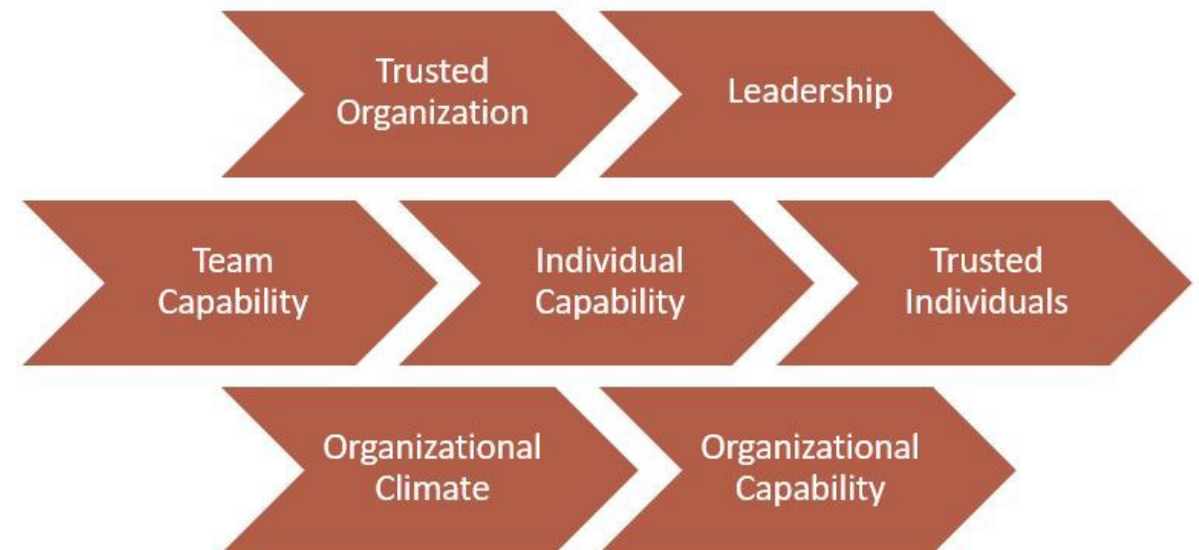 Trusted
Organization
Leadership
Team
Capability
Individual
Capability
Trusted
Individuals
Organizational
Climate
Organizational
Capability